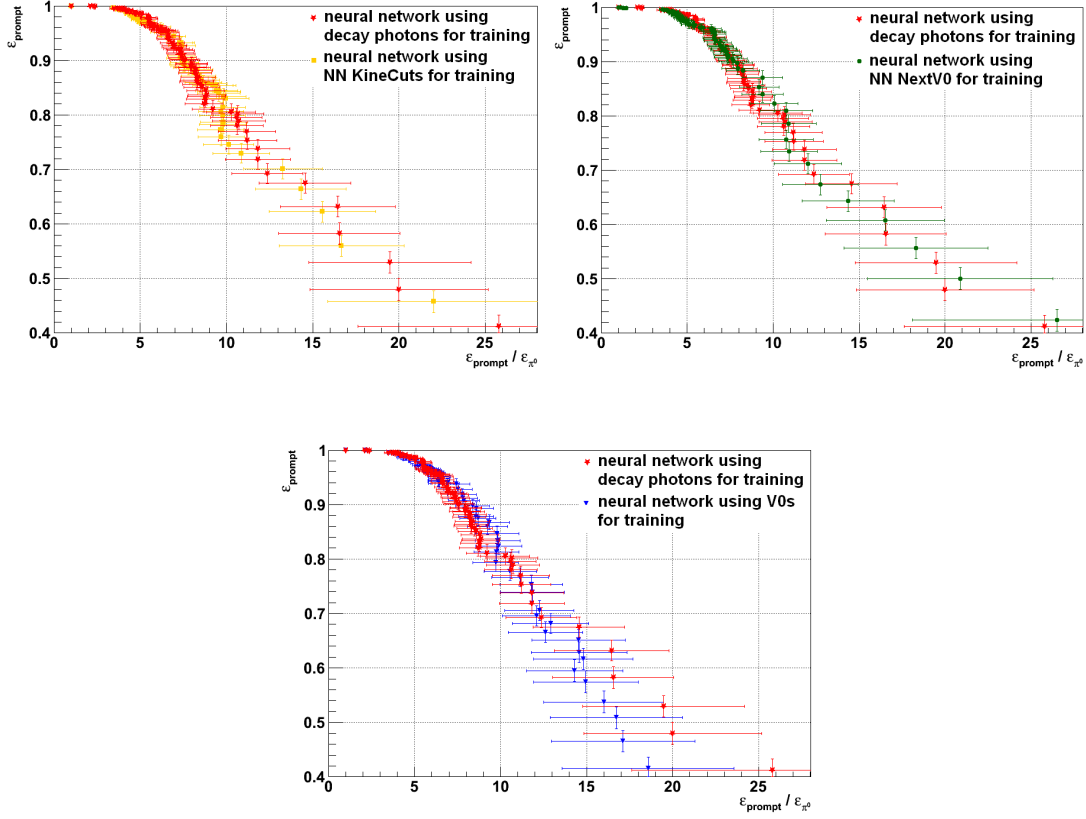 εprompt
1
0.9
0.8
0.7
0.6
0.5
0.4
neural network using
decay photons for training
neural network using
NN KineCuts for training
0 5 10 15 20 25
εprompt / επ⁰
εprompt
1
0.9
0.8
0.7
0.6
0.5
0.4
neural network using
decay photons for training
neural network using
NN NextV0 for training
0 5 10 15 20 25
εprompt / επ⁰
εprompt
1
0.9
0.8
0.7
0.6
0.5
0.4
neural network using
decay photons for training
neural network using V0s
for training
0 5 10 15 20 25
εprompt / επ⁰